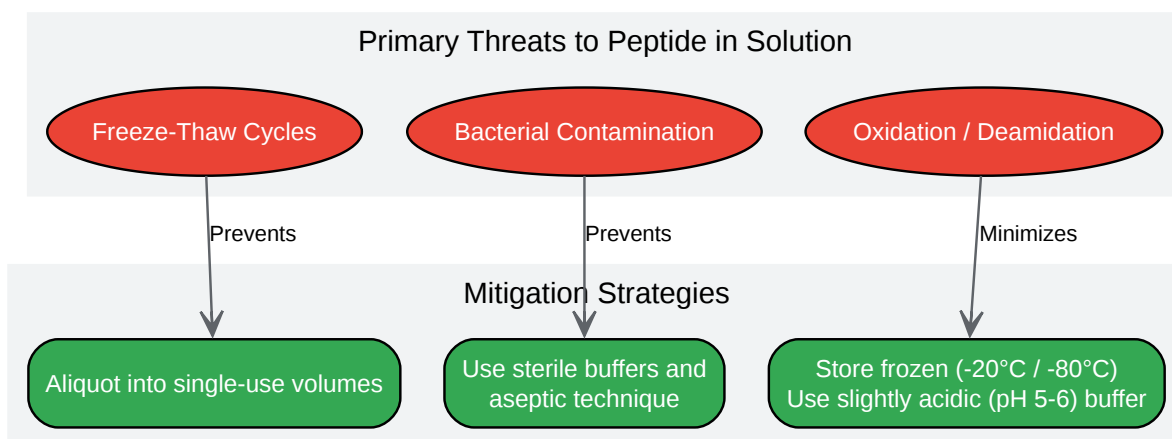 Primary Threats to Peptide in Solution
Freeze-Thaw Cycles
Bacterial Contamination
Oxidation / Deamidation
Prevents
Prevents
Minimizes
Mitigation Strategies
Aliquot into single-use volumes
Use sterile buffers and
aseptic technique
Store frozen (-20°C / -80°C)
Use slightly acidic (pH 5-6) buffer